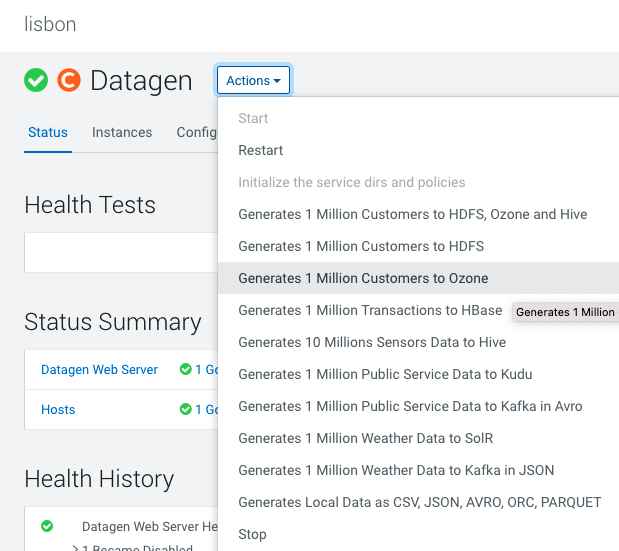 lisbon
Datagen
Actions
Status
Instances
Config
Start
Restart
Initialize the service dirs and policies
Generates 1 Million Customers to HDFS, Ozone and Hive
Generates 1 Million Customers to HDFS
Generates 1 Million Customers to Ozone
Generates 1 Million Transactions to HBase
Generates 1 Million
Generates 10 Millions Sensors Data to Hive
Generates 1 Million Public Service Data to Kudu
Generates 1 Million Public Service Data to Kafka in Avro
Generates 1 Million Weather Data to SolR
Generates 1 Million Weather Data to Kafka in JSON
Generates Local Data as CSV, JSON, AVRO, ORC, PARQUET
Stop
Health Tests
Status Summary
Datagen Web Server
1 Go
Hosts
1 Go
Health History
Datagen Web Server He
1 Became Disabled